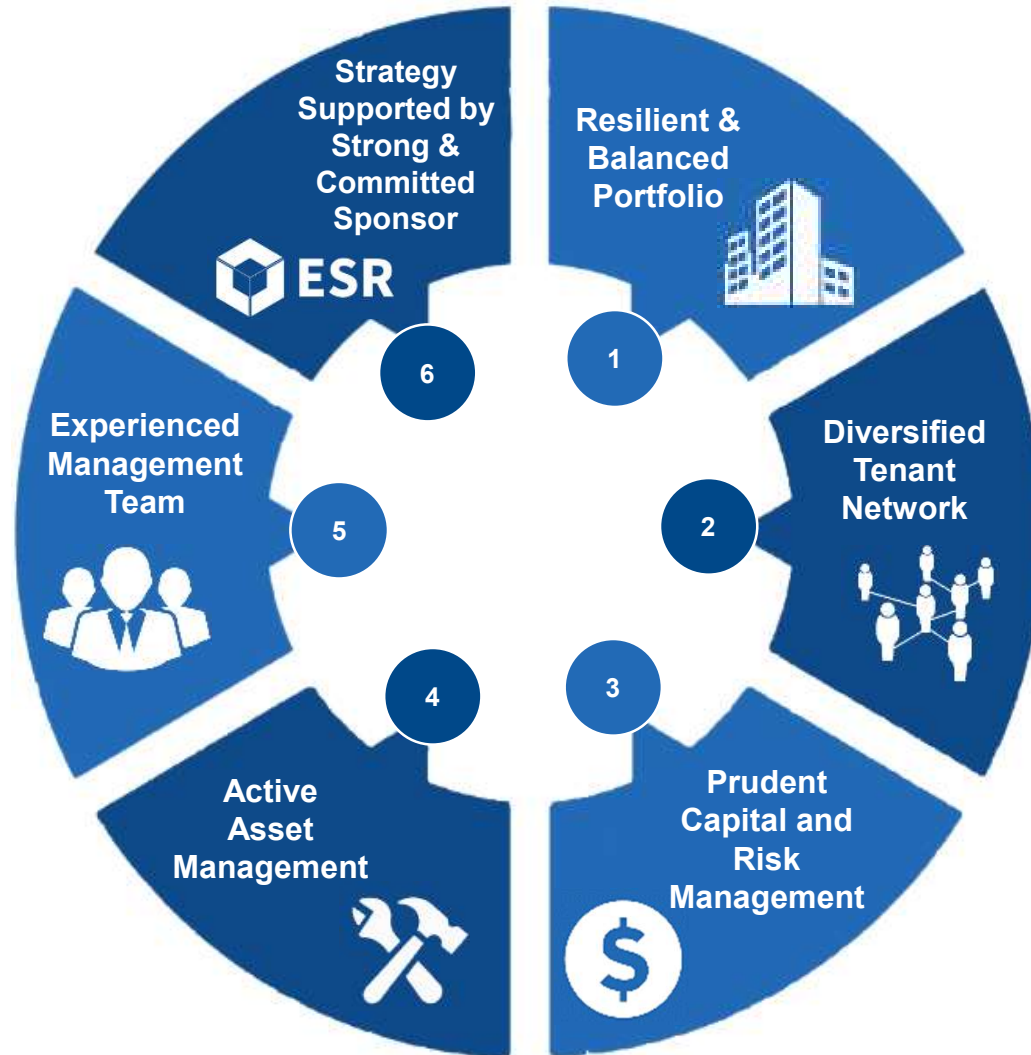 Resilient &
Balanced
Portfolio
1
Diversified
Tenant
Network
2
Prudent
Capital and
Risk
Management
3
$
Active
Asset
Management
4
Experienced
Management
Team
5
Strategy
Supported by
Strong &
Committed
Sponsor
ESR
6